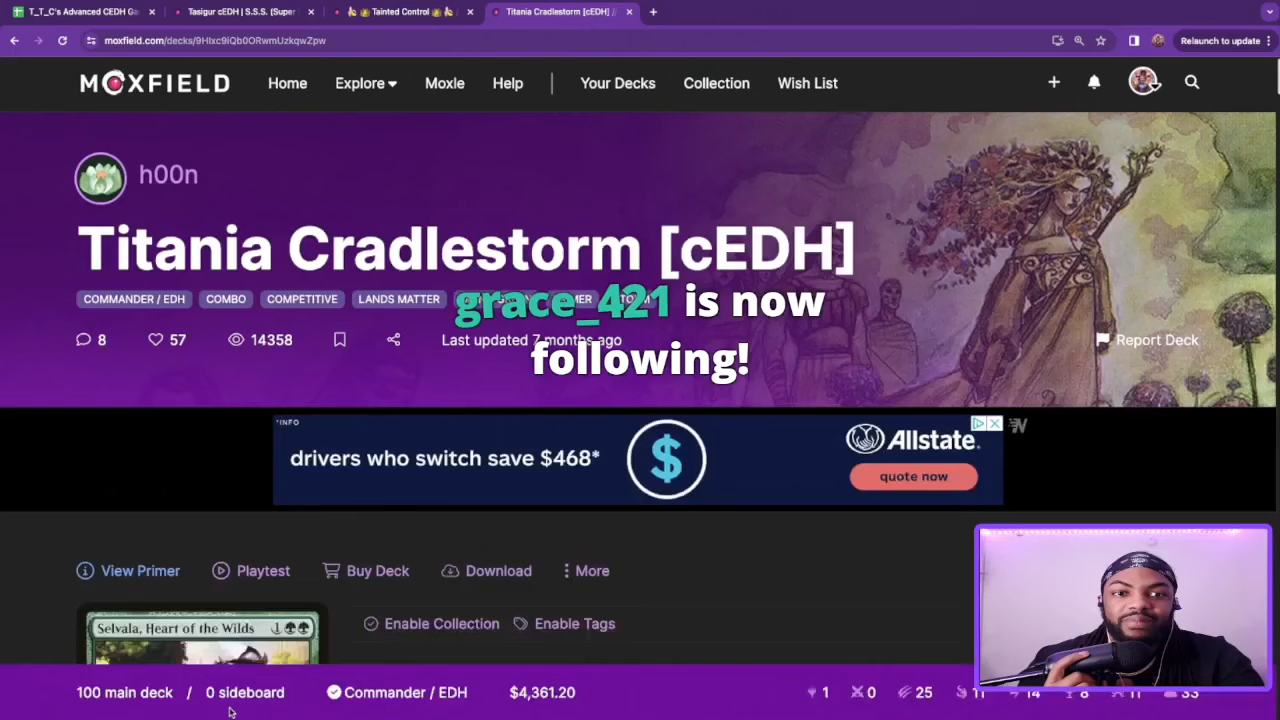 T_T_C's Advanced CEDH Ga
Tasigur cEDH | S.S.S. (Super
Tainted Control
Titania Cradlestorm [cEDH] //
moxfield.com/decks/9HIxc9iQb0ORwmUzkqwZpw
Relaunch to update
MOXFIELD
Home
Explore
Moxle
Help
Your Decks
Collection
Wish List
h00n
Titania Cradlestorm [cEDH]
COMMANDER / EDH
COMBO
COMPETITIVE
LANDS MATTER
grace_421 is now
following!
8
57
14358
Last updated 7 months ago
Report Deck
*INFO
drivers who switch save $468*
$
Allstate.
quote now
View Primer
Playtest
Buy Deck
Download
More
Enable Collection
Enable Tags
Selvala, Heart of the Wilds
100 main deck / 0 sideboard
Commander / EDH
$4,361.20
1
0
25
11
14
8
11
33